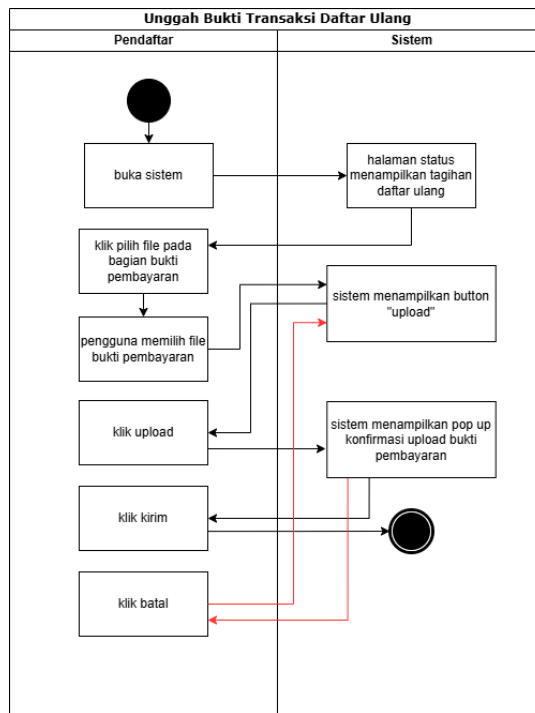 Unggah Bukti Transaksi Daftar Ulang
Pendaftar
Sistem
buka sistem
halaman status
menampilkan tagihan
daftar ulang
klik pilih file pada
bagian bukti
pembayaran
sistem menampilkan button
"upload"
pengguna memilih file
bukti pembayaran
klik upload
sistem menampilkan pop up
konfirmasi upload bukti
pembayaran
klik kirim
klik batal